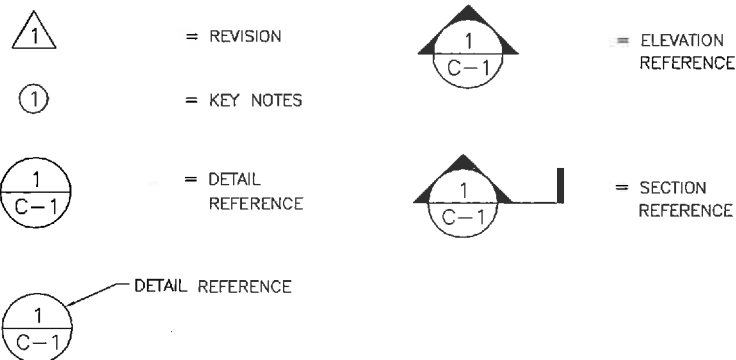 1 = REVISION
1 = KEY NOTES
1
C-1
= DETAIL
REFERENCE
1
C-1
DETAIL REFERENCE
1
C-1
= ELEVATION
REFERENCE
1
C-1
= SECTION
REFERENCE